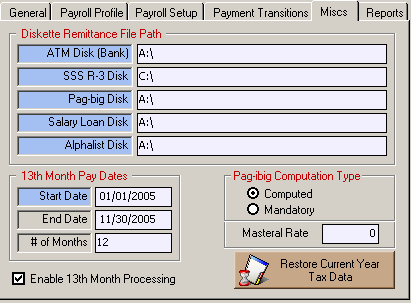 General Payroll Profile Payroll Setup Payment Transitions Miscs Reports
Diskette Remittance File Path
ATM Disk (Bank) A:\
SSS R-3 Disk C:\
Pag-big Disk A:\
Salary Loan Disk A:\
Alphalist Disk A:\
13th Month Pay Dates
Start Date 01/01/2005
End Date 11/30/2005
# of Months 12
Enable 13th Month Processing
Pag-ibig Computation Type
Computed
Mandatory
Masteral Rate 0
Restore Current Year
Tax Data